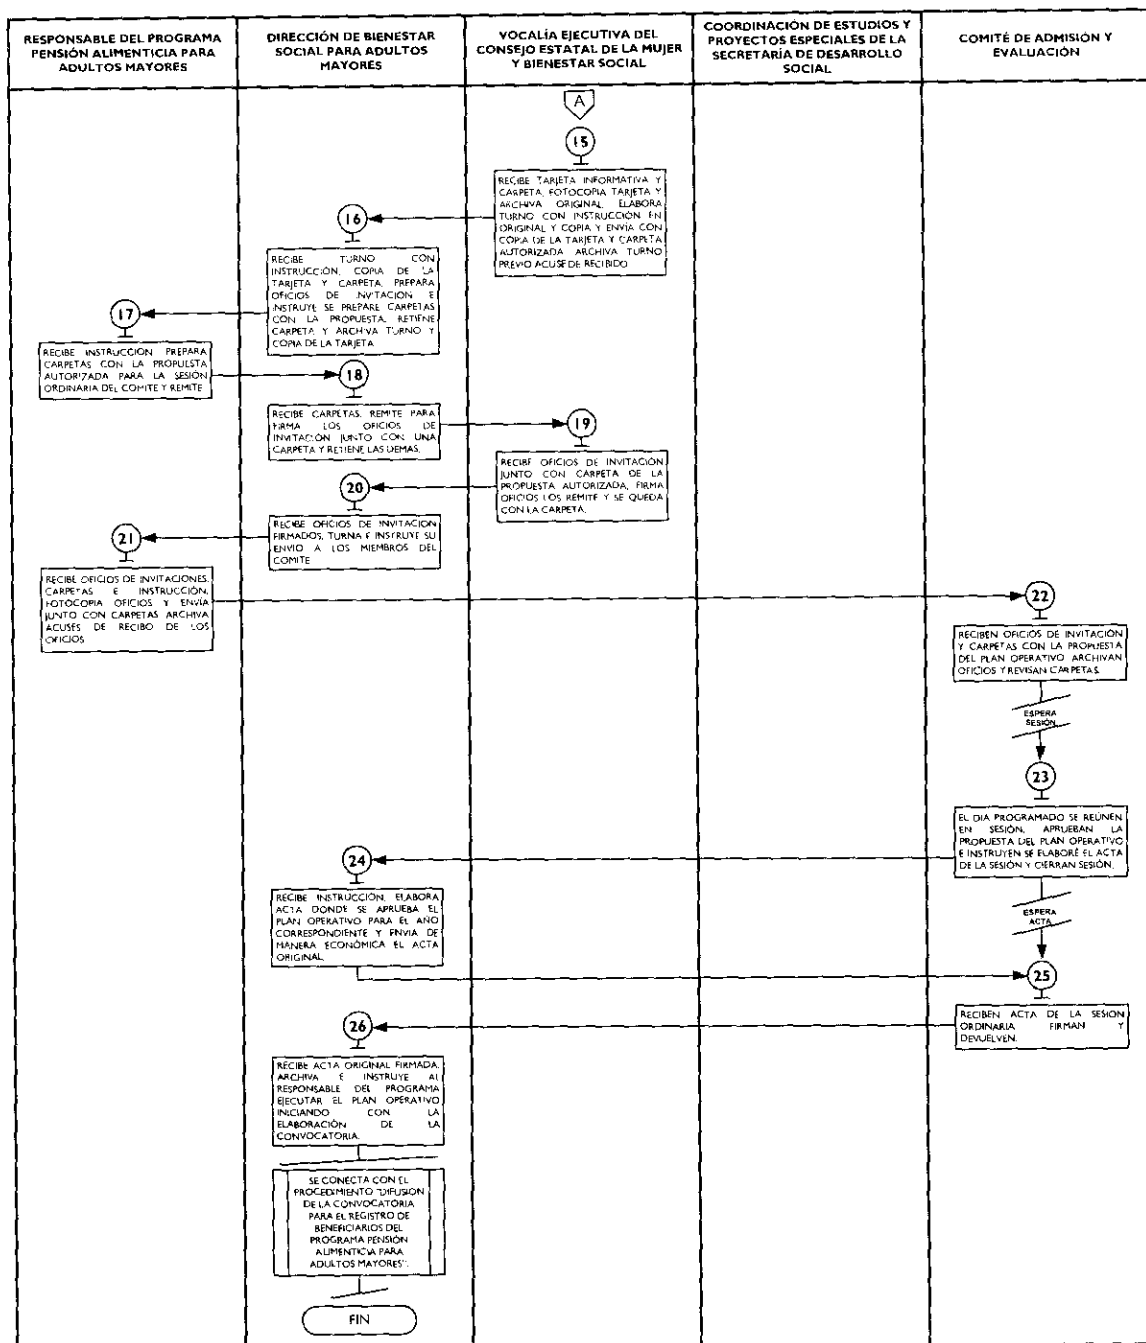 RESPONSABLE DEL PROGRAMA
PENSIÓN ALIMENTICIA PARA
ADULTOS MAYORES
DIRECCIÓN DE BIENESTAR
SOCIAL PARA ADULTOS
MAYORES
VOCALÍA EJECUTIVA DEL
CONSEJO ESTATAL DE LA MUJER
Y BIENESTAR SOCIAL
COORDINACIÓN DE ESTUDIOS Y
PROYECTOS ESPECIALES DE LA
SECRETARÍA DE DESARROLLO
SOCIAL
COMITÉ DE ADMISIÓN Y
EVALUACIÓN
A
15
RECIBE TARJETA INFORMATIVA Y
CARPETA, FOTOCOPIA TARJETA Y
ARCHIVA ORIGINAL. ELABORA
TURNO CON INSTRUCCIÓN EN
ORIGINAL Y COPIA Y ENVÍA CON
COPIA DE LA TARJETA Y CARPETA
AUTORIZADA ARCHIVA TURNO
PREVIO ACUSE DE RECIBIDO
16
RECIBE TURNO CON
INSTRUCCIÓN, COPIA DE LA
TARJETA Y CARPETA, PREPARA
OFICIOS DE INVITACION E
INSTRUYE SE PREPARE CARPETAS
CON LA PROPUESTA, RETIENE
CARPETA Y ARCHIVA TURNO Y
COPIA DE LA TARJETA
17
RECIBE INSTRUCCION PREPARA
CARPETAS CON LA PROPUESTA
AUTORIZADA PARA LA SESIÓN
ORDINARIA DEL COMITE Y REMITE
18
RECIBE CARPETAS, REMITE PARA
FIRMA LOS OFICIOS DE
INVITACIÓN JUNTO CON UNA
CARPETA Y RETIENE LAS DEMAS.
19
RECIBE OFICIOS DE INVITACIÓN
JUNTO CON CARPETA DE LA
PROPUESTA AUTORIZADA, FIRMA
OFICIOS LOS REMITE Y SE QUEDA
CON LA CARPETA.
20
RECIBE OFICIOS DE INVITACION
FIRMADOS, TURNA E INSTRUYE SU
ENVIO A LOS MIEMBROS DEL
COMITE
21
RECIBE OFICIOS DE INVITACIONES,
CARPETAS E INSTRUCCIÓN,
FOTOCOPIA OFICIOS Y ENVÍA
JUNTO CON CARPETAS ARCHIVA
ACUSES DE RECIBO DE LOS
OFICIOS
22
RECIBEN OFICIOS DE INVITACIÓN
Y CARPETAS CON LA PROPUESTA
DEL PLAN OPERATIVO ARCHIVAN
OFICIOS Y REVISAN CARPETAS.
ESPERA
SESIÓN
23
EL DIA PROGRAMADO SE REÚNEN
EN SESIÓN, APRUEBAN LA
PROPUESTA DEL PLAN OPERATIVO
E INSTRUYEN SE ELABORÉ EL ACTA
DE LA SESIÓN Y CIERRAN SESIÓN.
24
RECIBE INSTRUCCIÓN, ELABORA
ACTA DONDE SE APRUEBA EL
PLAN OPERATIVO PARA EL AÑO
CORRESPONDIENTE Y ENVIA DE
MANERA ECONÓMICA EL ACTA
ORIGINAL.
ESPERA
ACTA
25
RECIBEN ACTA DE LA SESION
ORDINARIA FIRMAN Y
DEVUELVEN.
26
RECIBE ACTA ORIGINAL FIRMADA,
ARCHIVA E INSTRUYE AL
RESPONSABLE DEL PROGRAMA
EJECUTAR EL PLAN OPERATIVO
INICIANDO CON LA
ELABORACIÓN DE LA
CONVOCATORIA.
SE CONECTA CON EL
PROCEDIMIENTO "DIFUSION
DE LA CONVOCATORIA
PARA EL REGISTRO DE
BENEFICIARIOS DEL
PROGRAMA PENSIÓN
ALIMENTICIA PARA
ADULTOS MAYORES".
FIN